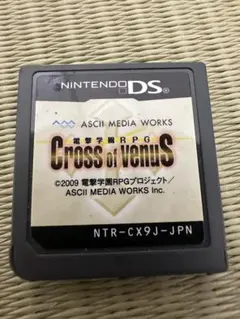 NINTENDO DS
ASCII MEDIA WORKS
電撃学園RPG
Cross of Venus
©2009 電撃学園RPGプロジェクト/
ASCII MEDIA WORKS Inc.
NTR-CX9J-JPN